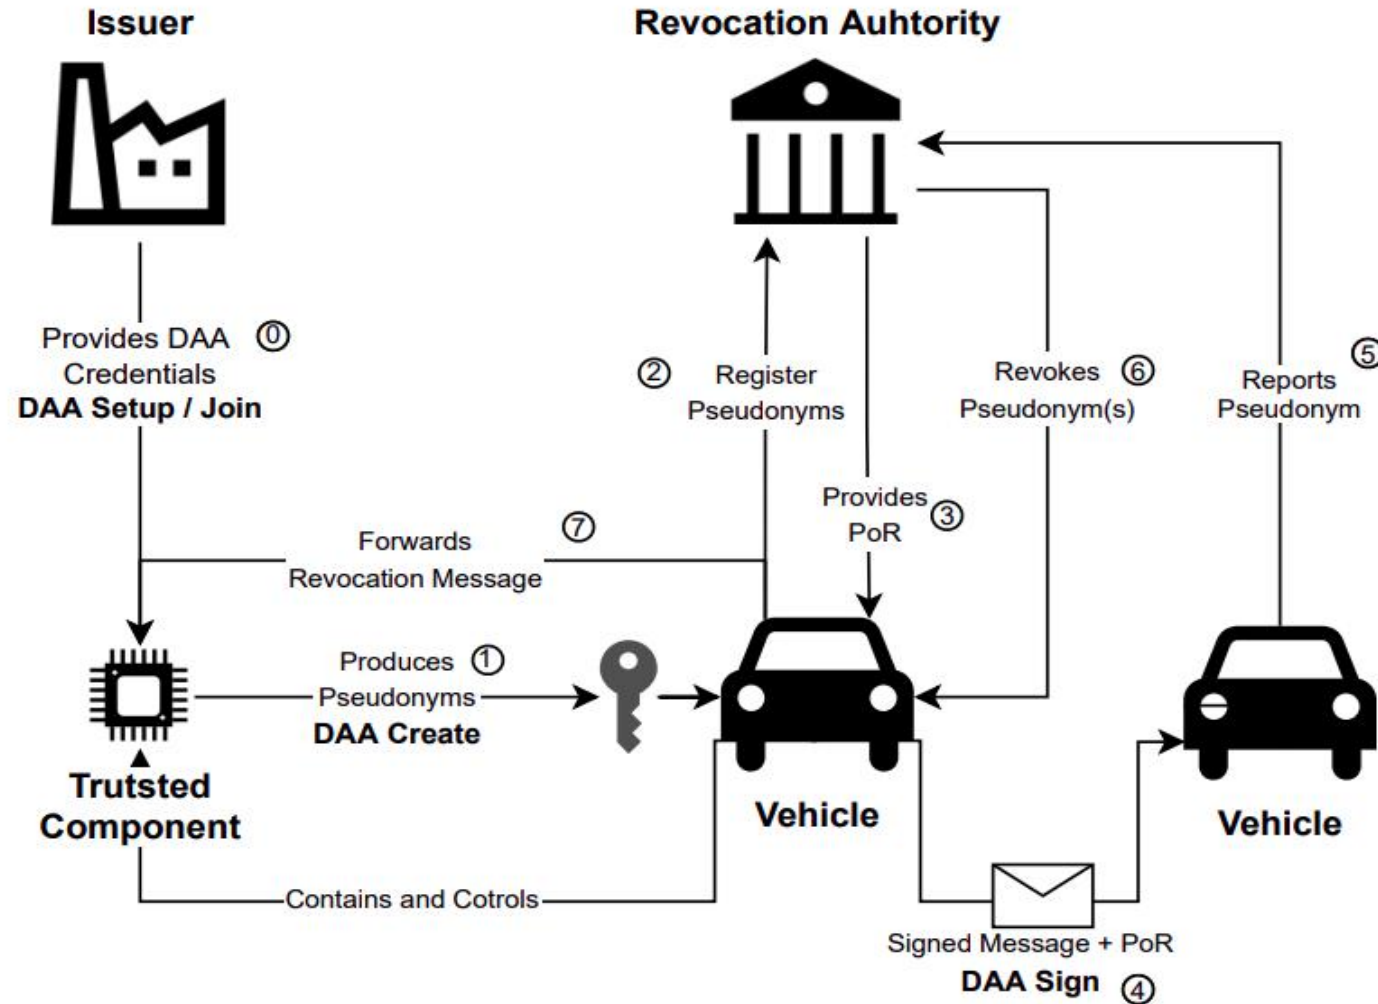 Issuer
Revocation Auhtority
Provides DAA 0
Credentials
DAA Setup / Join
2 Register
Pseudonyms
Revokes 6
Pseudonym(s)
5
Reports
Pseudonym
Provides 3
PoR
7
Forwards
Revocation Message
Produces 1
Pseudonyms
DAA Create
Trutsted
Component
Vehicle
Vehicle
Contains and Cotrols
Signed Message + PoR
DAA Sign 4